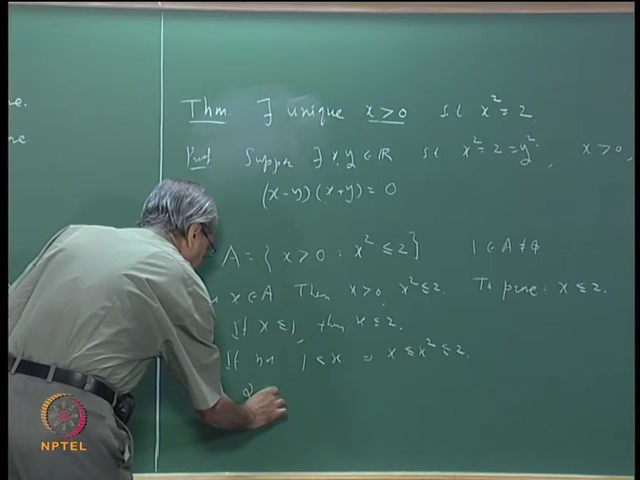 e.
e
Thm. ∃ unique x > 0 s.t x² = 2
Proof Suppose ∃ x, y ∈ ℝ s.t x² = 2 = y², x > 0,
(x-y)(x+y) = 0
A = { x > 0 : x² ≤ 2 } 1 ∈ A ≠ φ
x ∈ A Then x > 0, x² ≤ 2. To prove: x ≤ 2.
If x ≤ 1, then x ≤ 2.
If not 1 ≤ x ⇒ x ≤ x² ≤ 2.
NPTEL